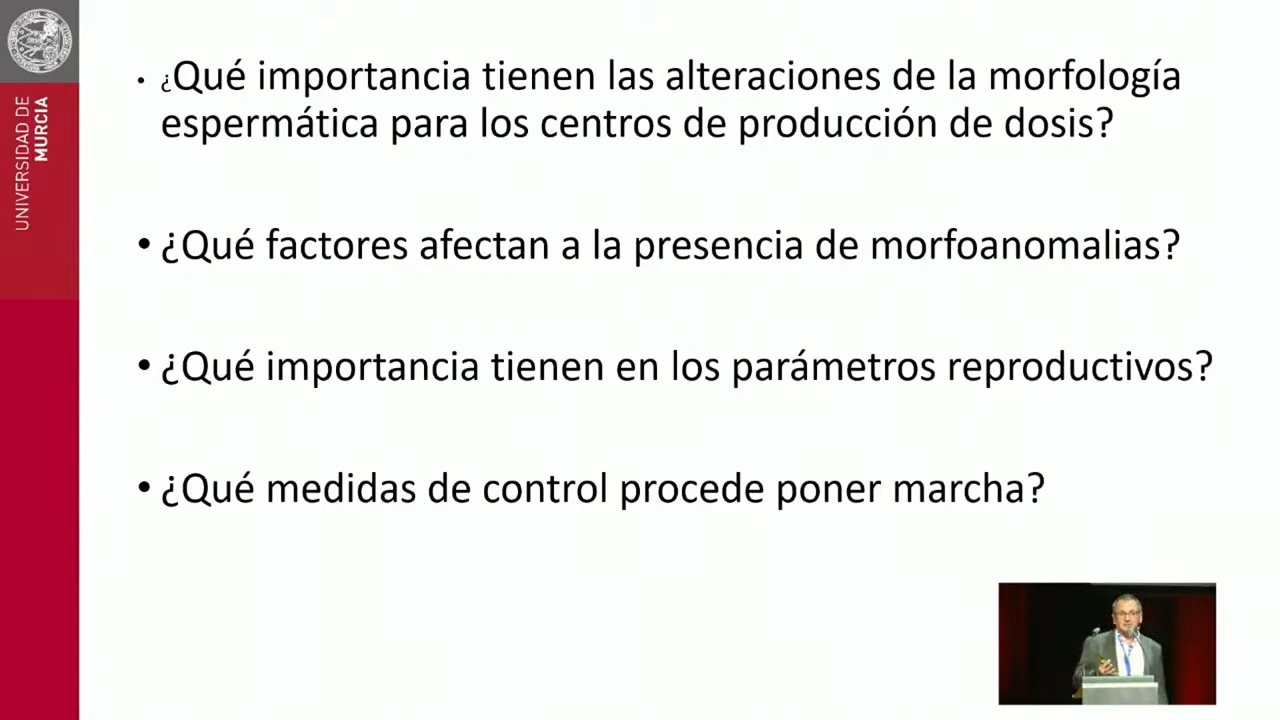 UNIVERSIDAD DE
MURCIA
• ¿Qué importancia tienen las alteraciones de la morfología
espermática para los centros de producción de dosis?
• ¿Qué factores afectan a la presencia de morfoanomalias?
• ¿Qué importancia tienen en los parámetros reproductivos?
• ¿Qué medidas de control procede poner marcha?